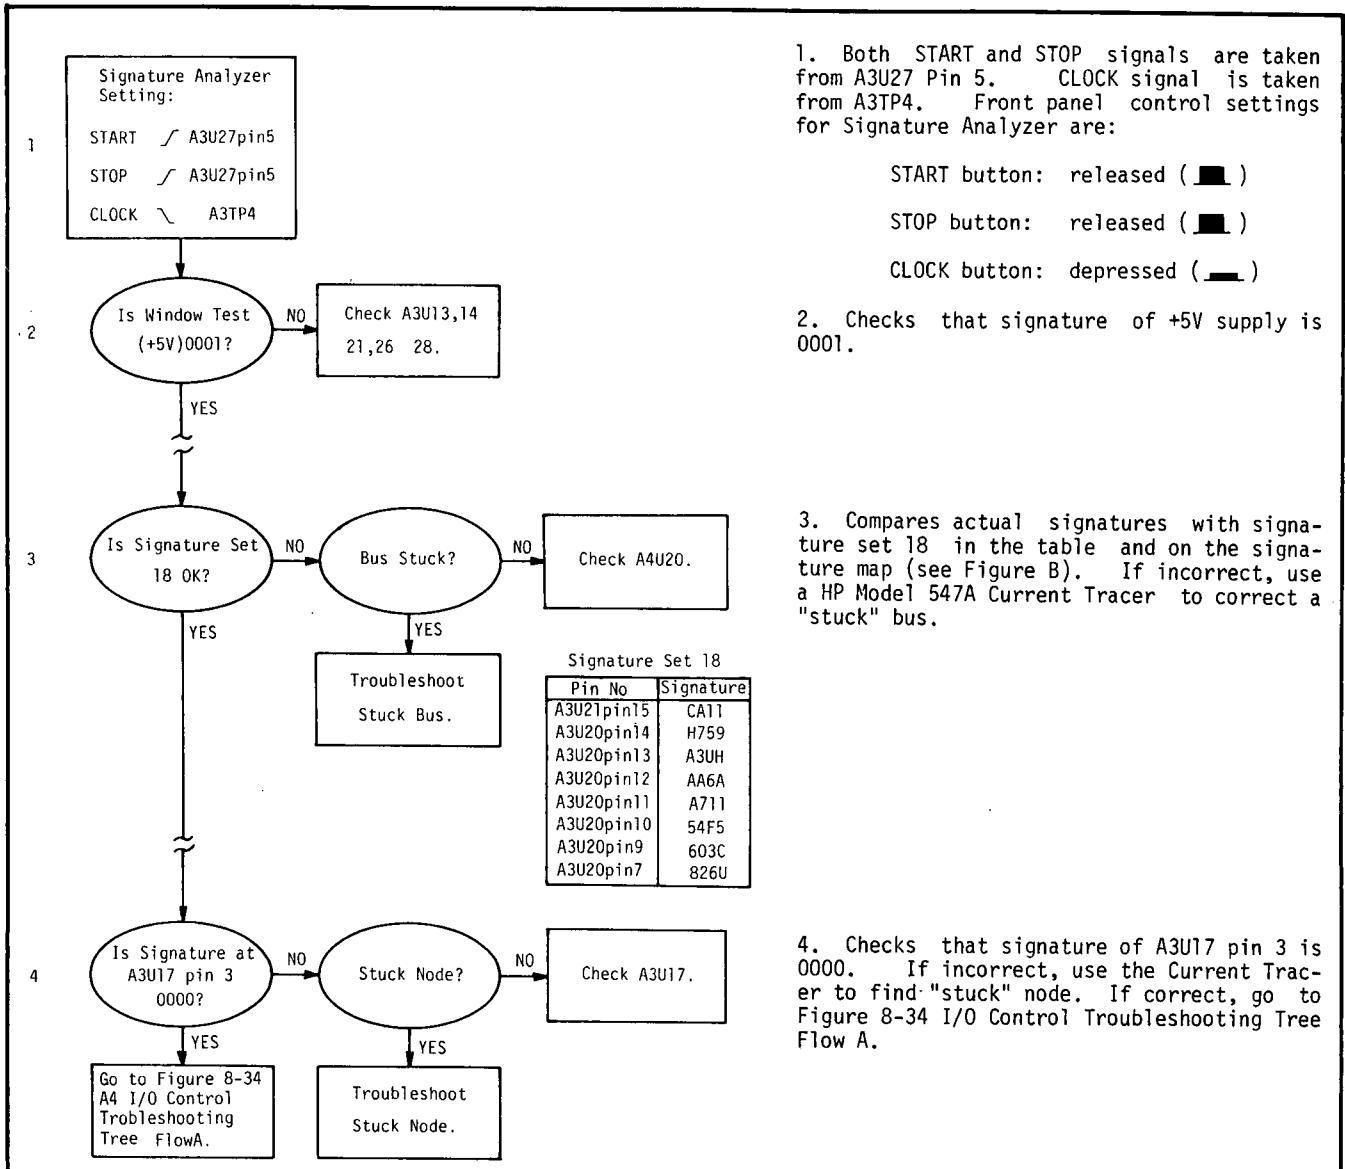 1
Signature Analyzer
Setting:
START A3U27pin5
STOP A3U27pin5
CLOCK A3TP4
2
Is Window Test
(+5V)0001?
NO
Check A3U13,14
21,26 28.
YES
3
Is Signature Set
18 OK?
NO
Bus Stuck?
NO
Check A4U20.
YES
YES
Troubleshoot
Stuck Bus.
Signature Set 18
Pin No Signature
A3U21pin15 CA11
A3U20pin14 H759
A3U20pin13 A3UH
A3U20pin12 AA6A
A3U20pin11 A711
A3U20pin10 54F5
A3U20pin9 603C
A3U20pin7 826U
4
Is Signature at
A3U17 pin 3
0000?
NO
Stuck Node?
NO
Check A3U17.
YES
YES
Go to Figure 8-34
A4 I/O Control
Trobleshooting
Tree FlowA.
Troubleshoot
Stuck Node.
1. Both START and STOP signals are taken
from A3U27 Pin 5. CLOCK signal is taken
from A3TP4. Front panel control settings
for Signature Analyzer are:
START button: released ( )
STOP button: released ( )
CLOCK button: depressed ( )
2. Checks that signature of +5V supply is
0001.
3. Compares actual signatures with signa-
ture set 18 in the table and on the signa-
ture map (see Figure B). If incorrect, use
a HP Model 547A Current Tracer to correct a
"stuck" bus.
4. Checks that signature of A3U17 pin 3 is
0000. If incorrect, use the Current Trac-
er to find "stuck" node. If correct, go to
Figure 8-34 I/O Control Troubleshooting Tree
Flow A.